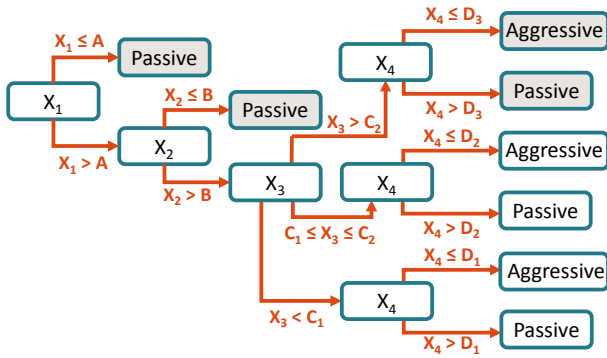 X₁ ≤ A
Passive
X₁
X₁ > A
X₂ ≤ B
Passive
X₂
X₂ > B
X₃
X₃ > C₂
C₁ ≤ X₃ ≤ C₂
X₃ < C₁
X₄ ≤ D₃
Aggressive
X₄
X₄ > D₃
Passive
X₄ ≤ D₂
Aggressive
X₄
X₄ > D₂
Passive
X₄ ≤ D₁
Aggressive
X₄
X₄ > D₁
Passive